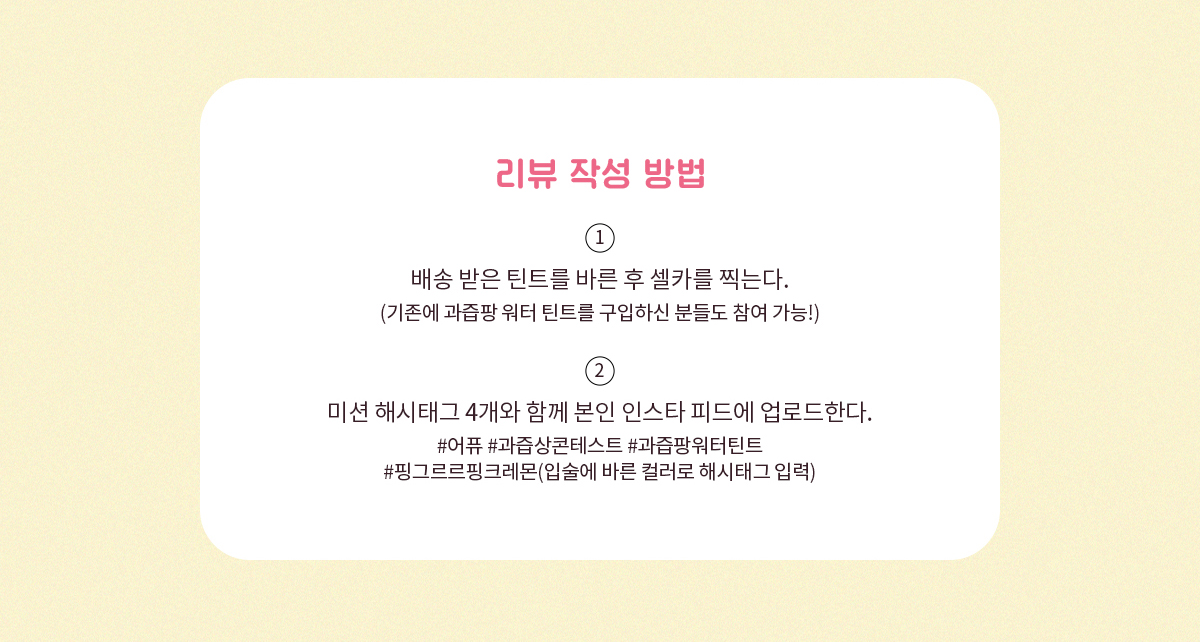 리뷰 작성 방법
①
배송 받은 틴트를 바른 후 셀카를 찍는다.
(기존에 과즙팡 워터 틴트를 구입하신 분들도 참여 가능!)
②
미션 해시태그 4개와 함께 본인 인스타 피드에 업로드한다.
#어퓨 #과즙상콘테스트 #과즙팡워터틴트
#핑그르르핑크레몬(입술에 바른 컬러로 해시태그 입력)